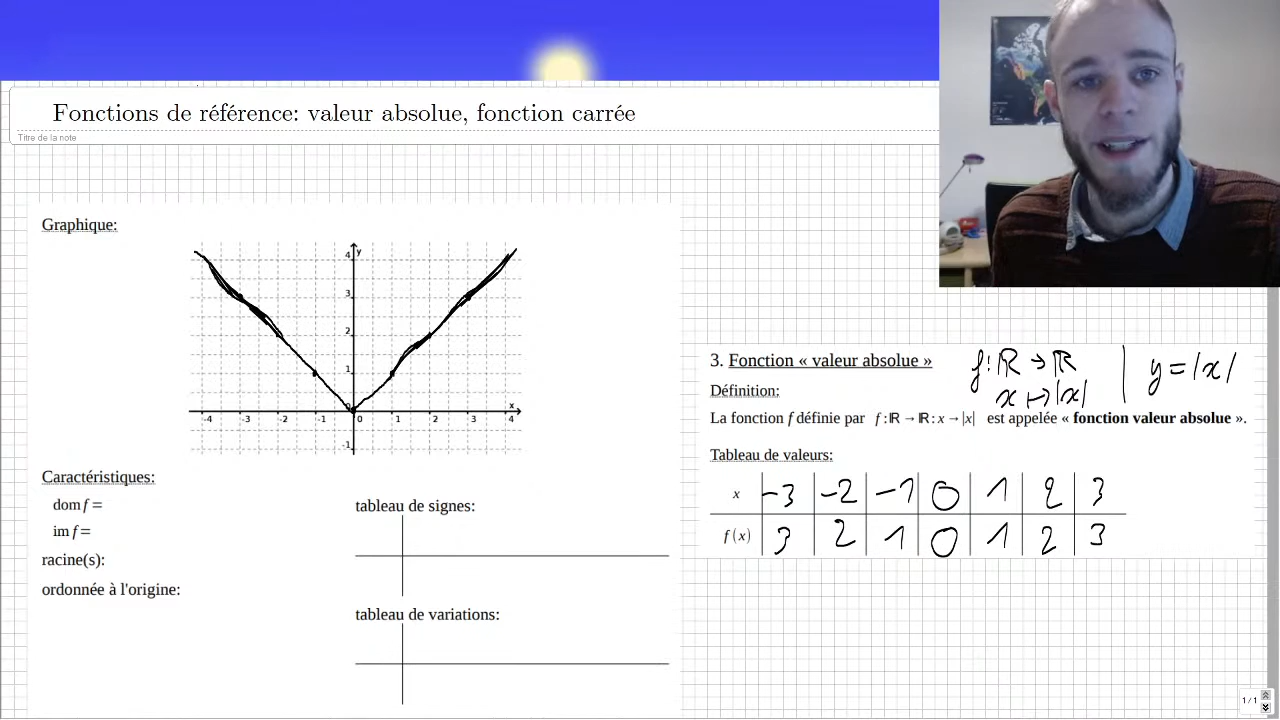 Fonctions de référence: valeur absolue, fonction carrée
Titre de la note
Graphique:
4 y
3
2
1
0 x
-4 -3 -2 -1 0 1 2 3 4
-1
Caractéristiques:
dom f =
im f =
racine(s):
ordonnée à l'origine:
tableau de signes:
tableau de variations:
3. Fonction « valeur absolue »
f: ℝ → ℝ | y = |x|
x ↦ |x|
Définition:
La fonction f définie par f : ℝ → ℝ : x → |x| est appelée « fonction valeur absolue ».
Tableau de valeurs:
x -3 -2 -1 0 1 2 3
f(x) 3 2 1 0 1 2 3
1/1